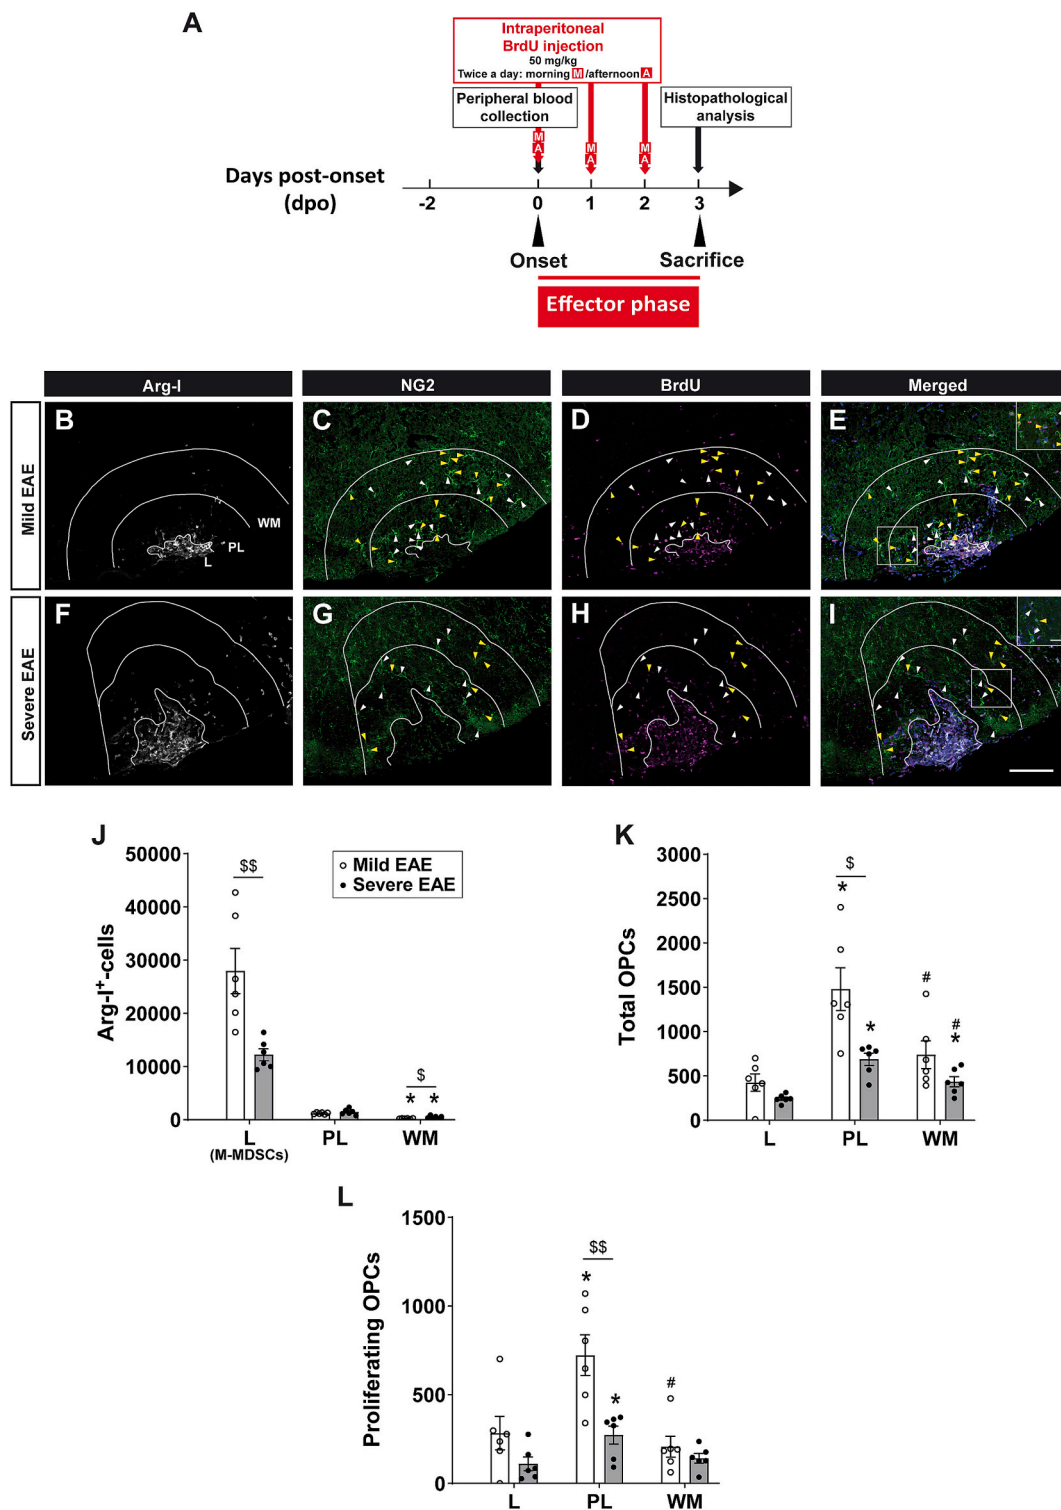 A
Intraperitoneal
BrdU injection
50 mg/kg
Twice a day: morning M /afternoon A
Peripheral blood
collection
Histopathological
analysis
M
A
M
A
M
A
Days post-onset
(dpo)
-2
0
1
2
3
Onset
Sacrifice
Effector phase
Arg-I
NG2
BrdU
Merged
Mild EAE
B
WM
PL
L
C
D
E
Severe EAE
F
G
H
I
J
Arg-I+-cells
50000
40000
30000
20000
10000
0
$$
Mild EAE
Severe EAE
$
* *
L
(M-MDSCs)
PL
WM
K
Total OPCs
3000
2500
2000
1500
1000
500
0
$
*
*
#
#
*
L
PL
WM
L
Proliferating OPCs
1500
1000
500
0
$$
*
*
#
L
PL
WM